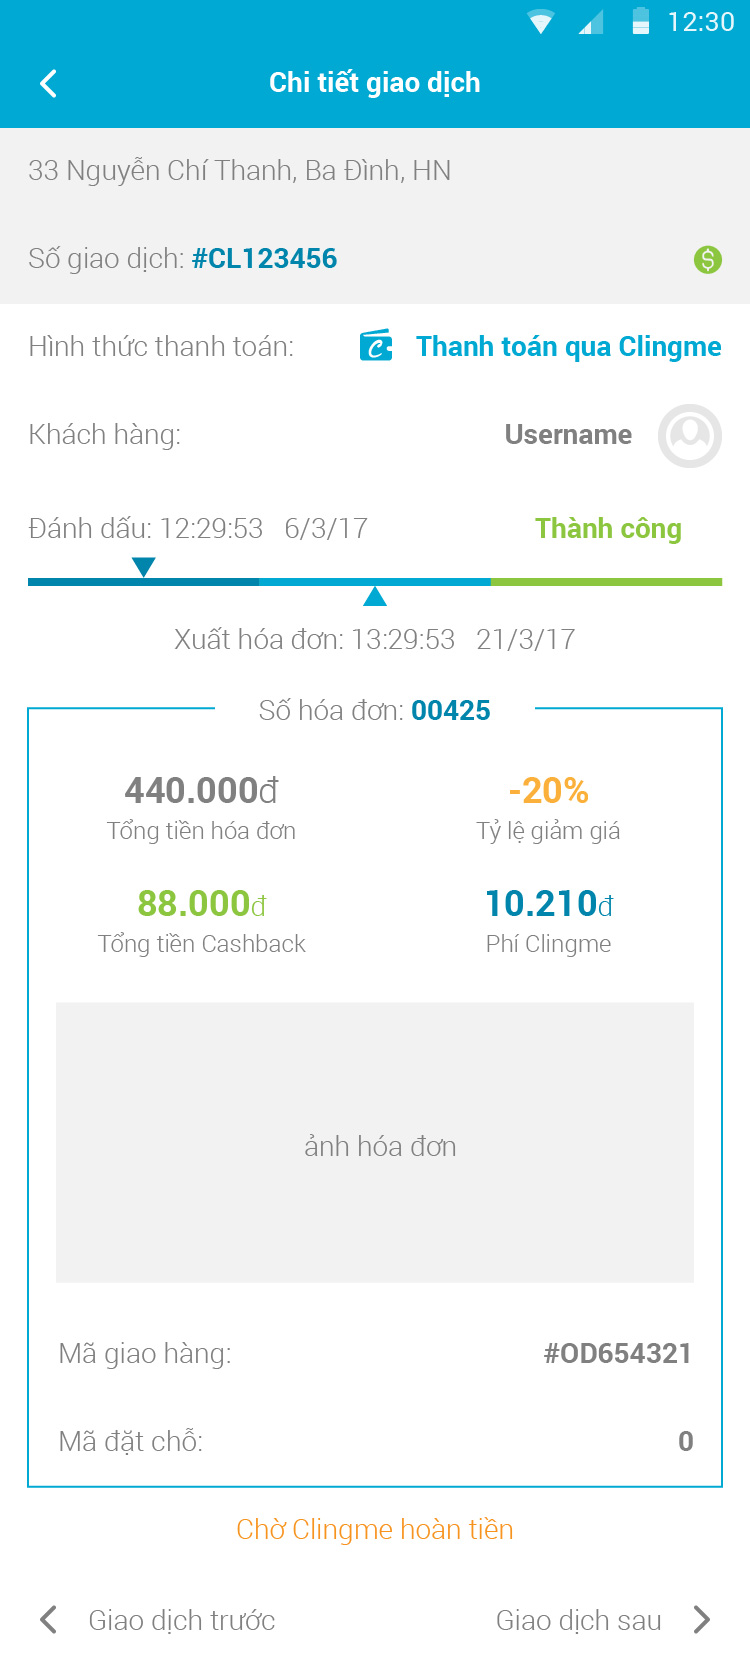 12:30
Chi tiết giao dịch
33 Nguyễn Chí Thanh, Ba Đình, HN
Số giao dịch: #CL123456
Hình thức thanh toán: Thanh toán qua Clingme
Khách hàng: Username
Đánh dấu: 12:29:53 6/3/17 Thành công
Xuất hóa đơn: 13:29:53 21/3/17
Số hóa đơn: 00425
440.000đ -20%
Tổng tiền hóa đơn Tỷ lệ giảm giá
88.000đ 10.210đ
Tổng tiền Cashback Phí Clingme
ảnh hóa đơn
Mã giao hàng: #OD654321
Mã đặt chỗ: 0
Chờ Clingme hoàn tiền
Giao dịch trước Giao dịch sau